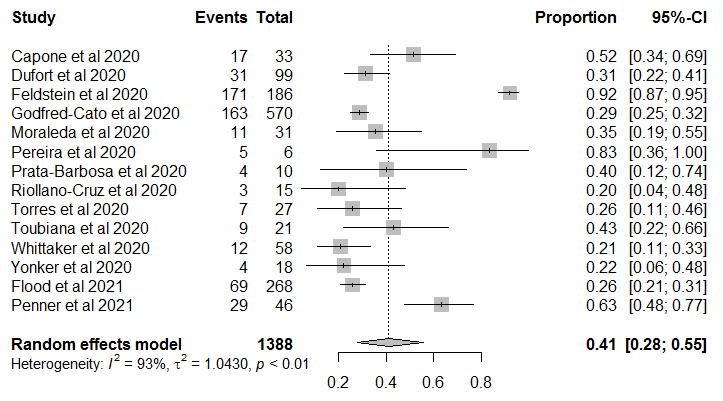 Study Events Total Proportion 95%-CI
Capone et al 2020 17 33 0.52 [0.34; 0.69]
Dufort et al 2020 31 99 0.31 [0.22; 0.41]
Feldstein et al 2020 171 186 0.92 [0.87; 0.95]
Godfred-Cato et al 2020 163 570 0.29 [0.25; 0.32]
Moraleda et al 2020 11 31 0.35 [0.19; 0.55]
Pereira et al 2020 5 6 0.83 [0.36; 1.00]
Prata-Barbosa et al 2020 4 10 0.40 [0.12; 0.74]
Riollano-Cruz et al 2020 3 15 0.20 [0.04; 0.48]
Torres et al 2020 7 27 0.26 [0.11; 0.46]
Toubiana et al 2020 9 21 0.43 [0.22; 0.66]
Whittaker et al 2020 12 58 0.21 [0.11; 0.33]
Yonker et al 2020 4 18 0.22 [0.06; 0.48]
Flood et al 2021 69 268 0.26 [0.21; 0.31]
Penner et al 2021 29 46 0.63 [0.48; 0.77]
Random effects model 1388 0.41 [0.28; 0.55]
Heterogeneity: I² = 93%, τ² = 1.0430, p < 0.01
0.2 0.4 0.6 0.8